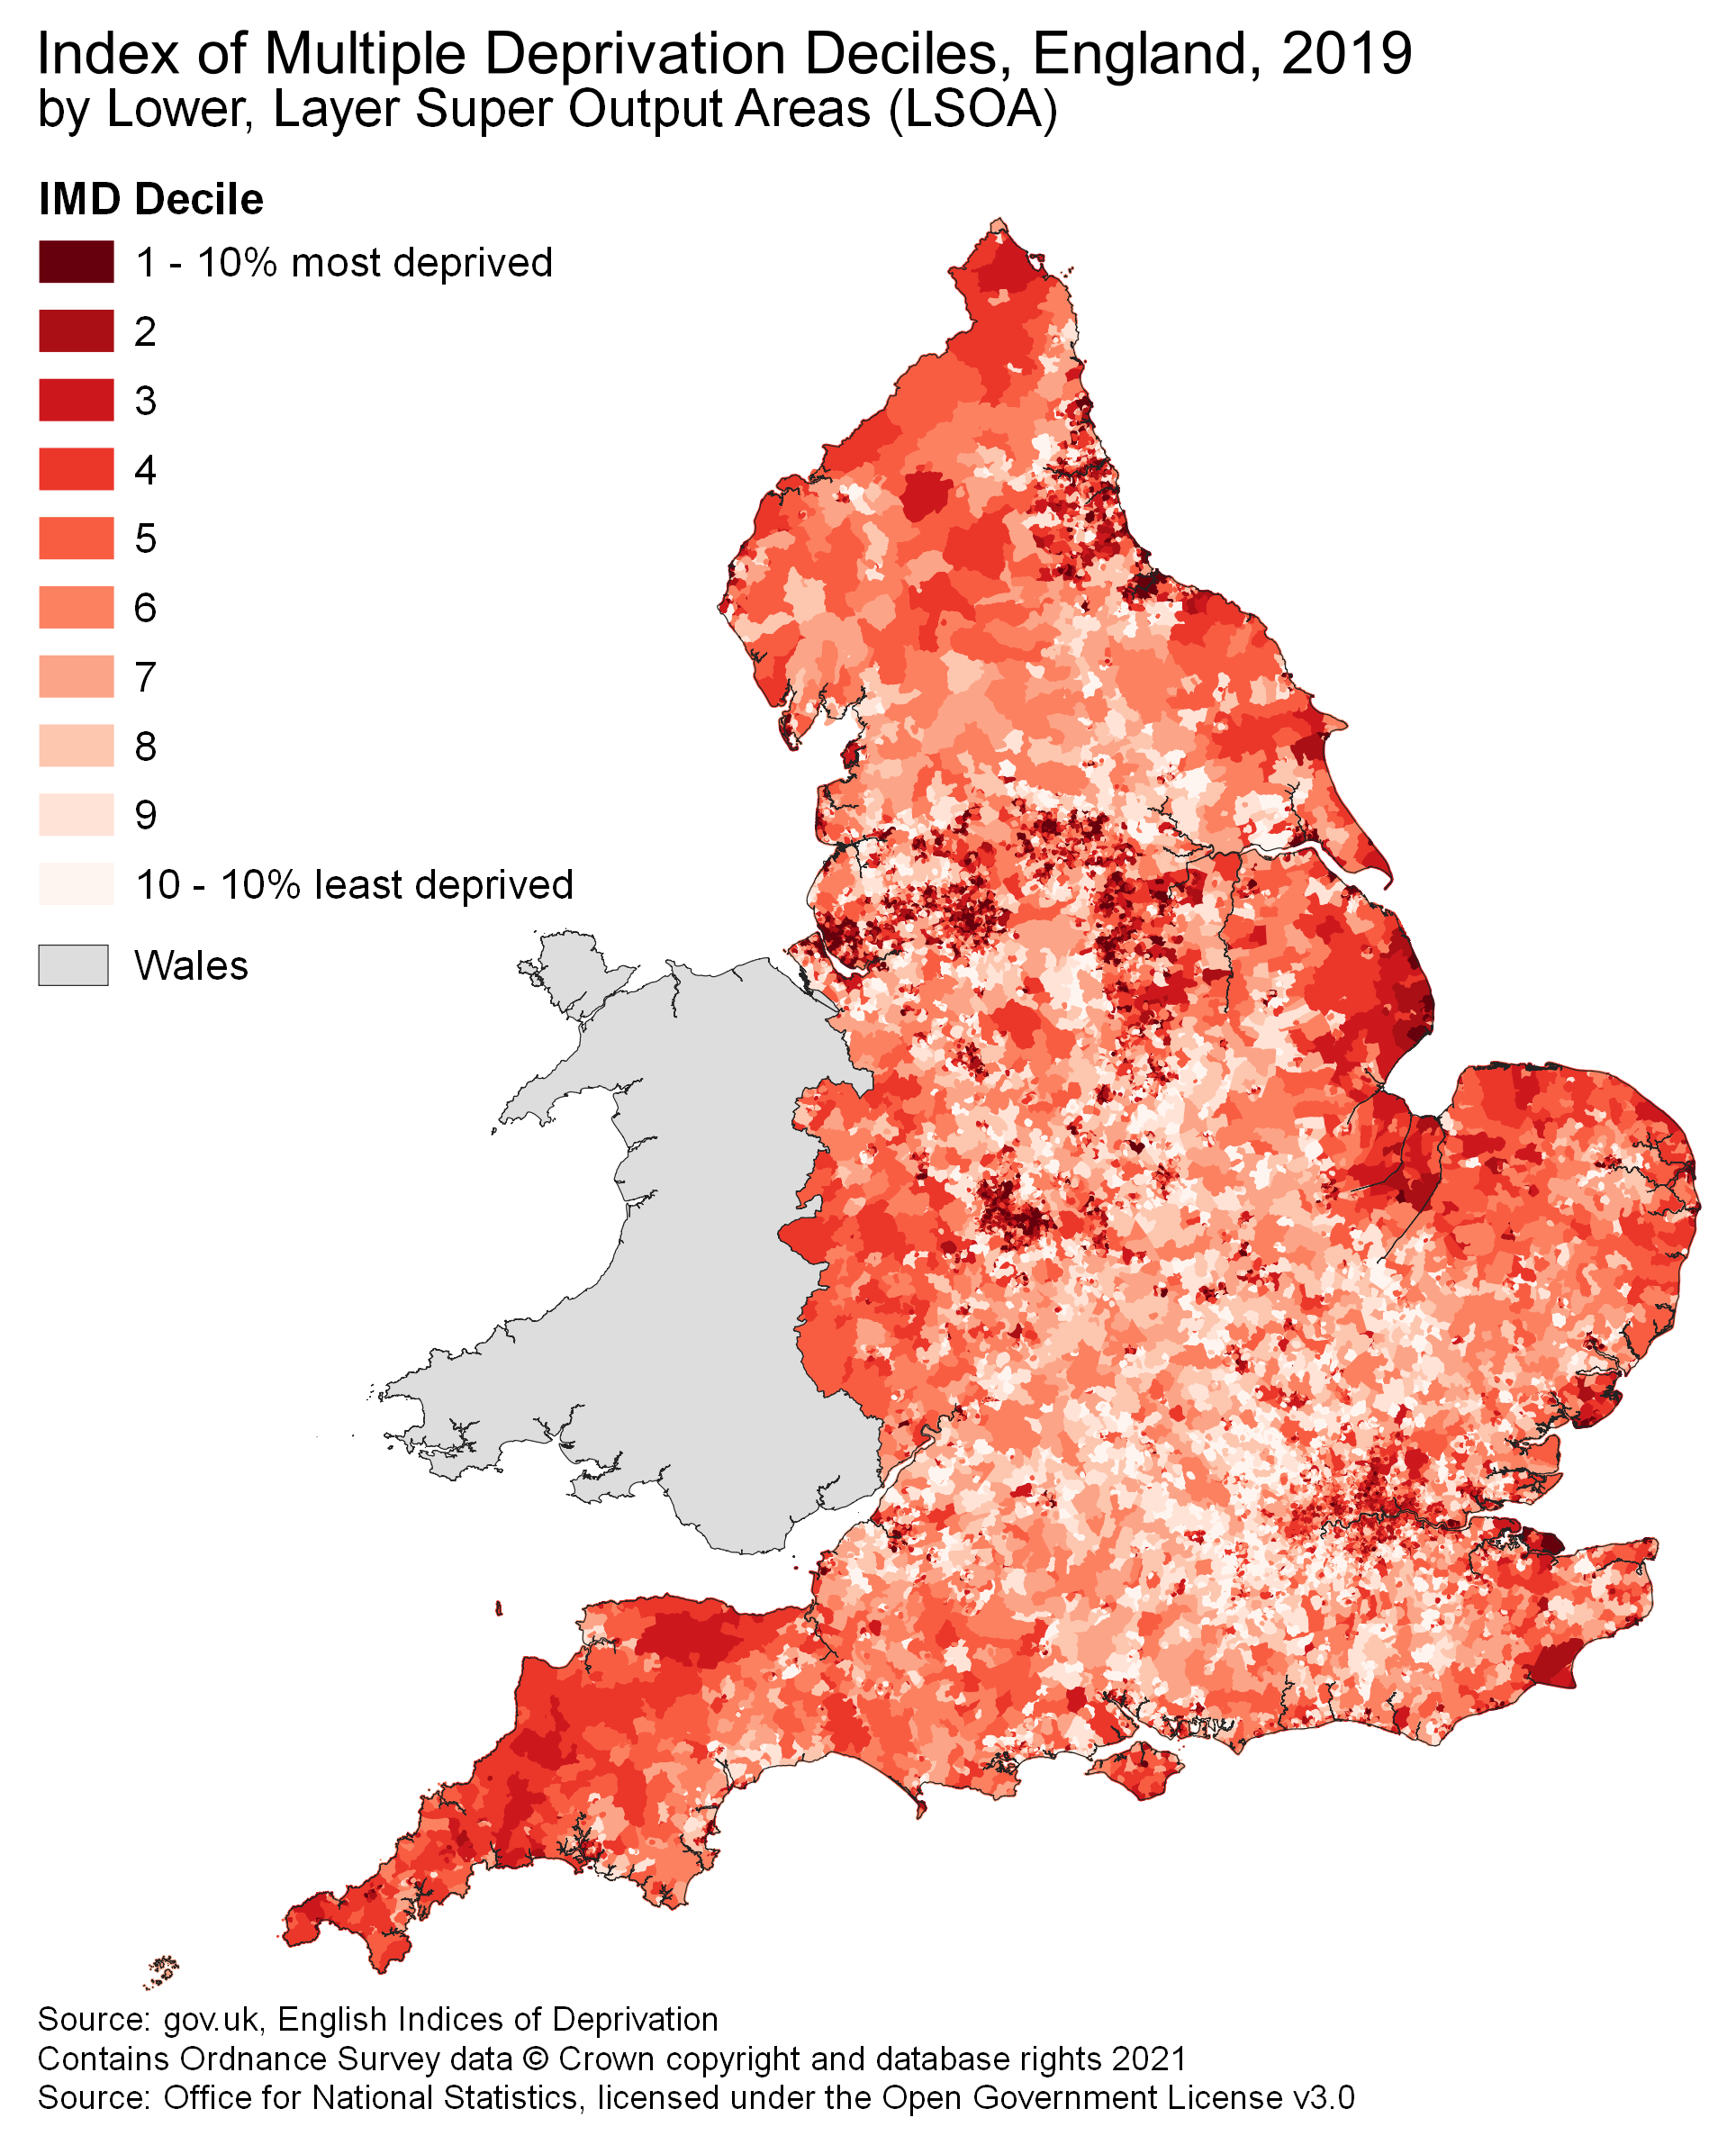 Index of Multiple Deprivation Deciles, England, 2019
by Lower, Layer Super Output Areas (LSOA)
IMD Decile
1 - 10% most deprived
2
3
4
5
6
7
8
9
10 - 10% least deprived
Wales
Source: gov.uk, English Indices of Deprivation
Contains Ordnance Survey data © Crown copyright and database rights 2021
Source: Office for National Statistics, licensed under the Open Government License v3.0